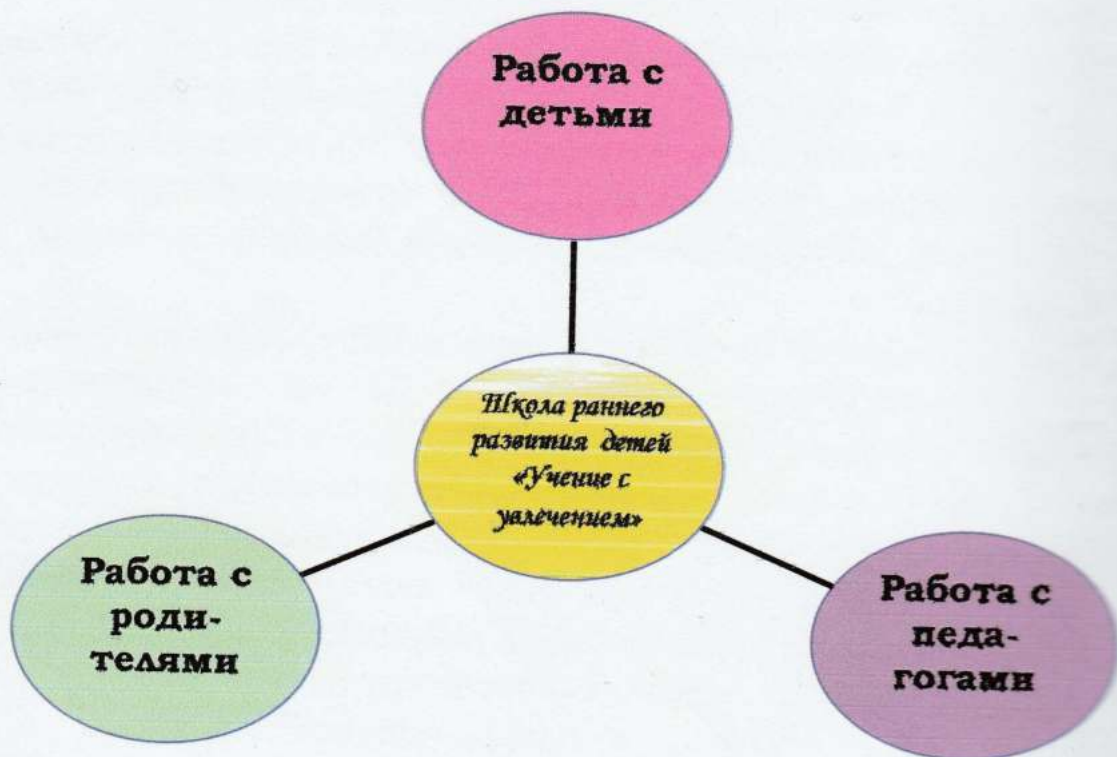 Работа с
детьми
Школа раннего
развития детей
«Учение с
увлечением»
Работа с
роди-
телями
Работа с
педа-
гогами